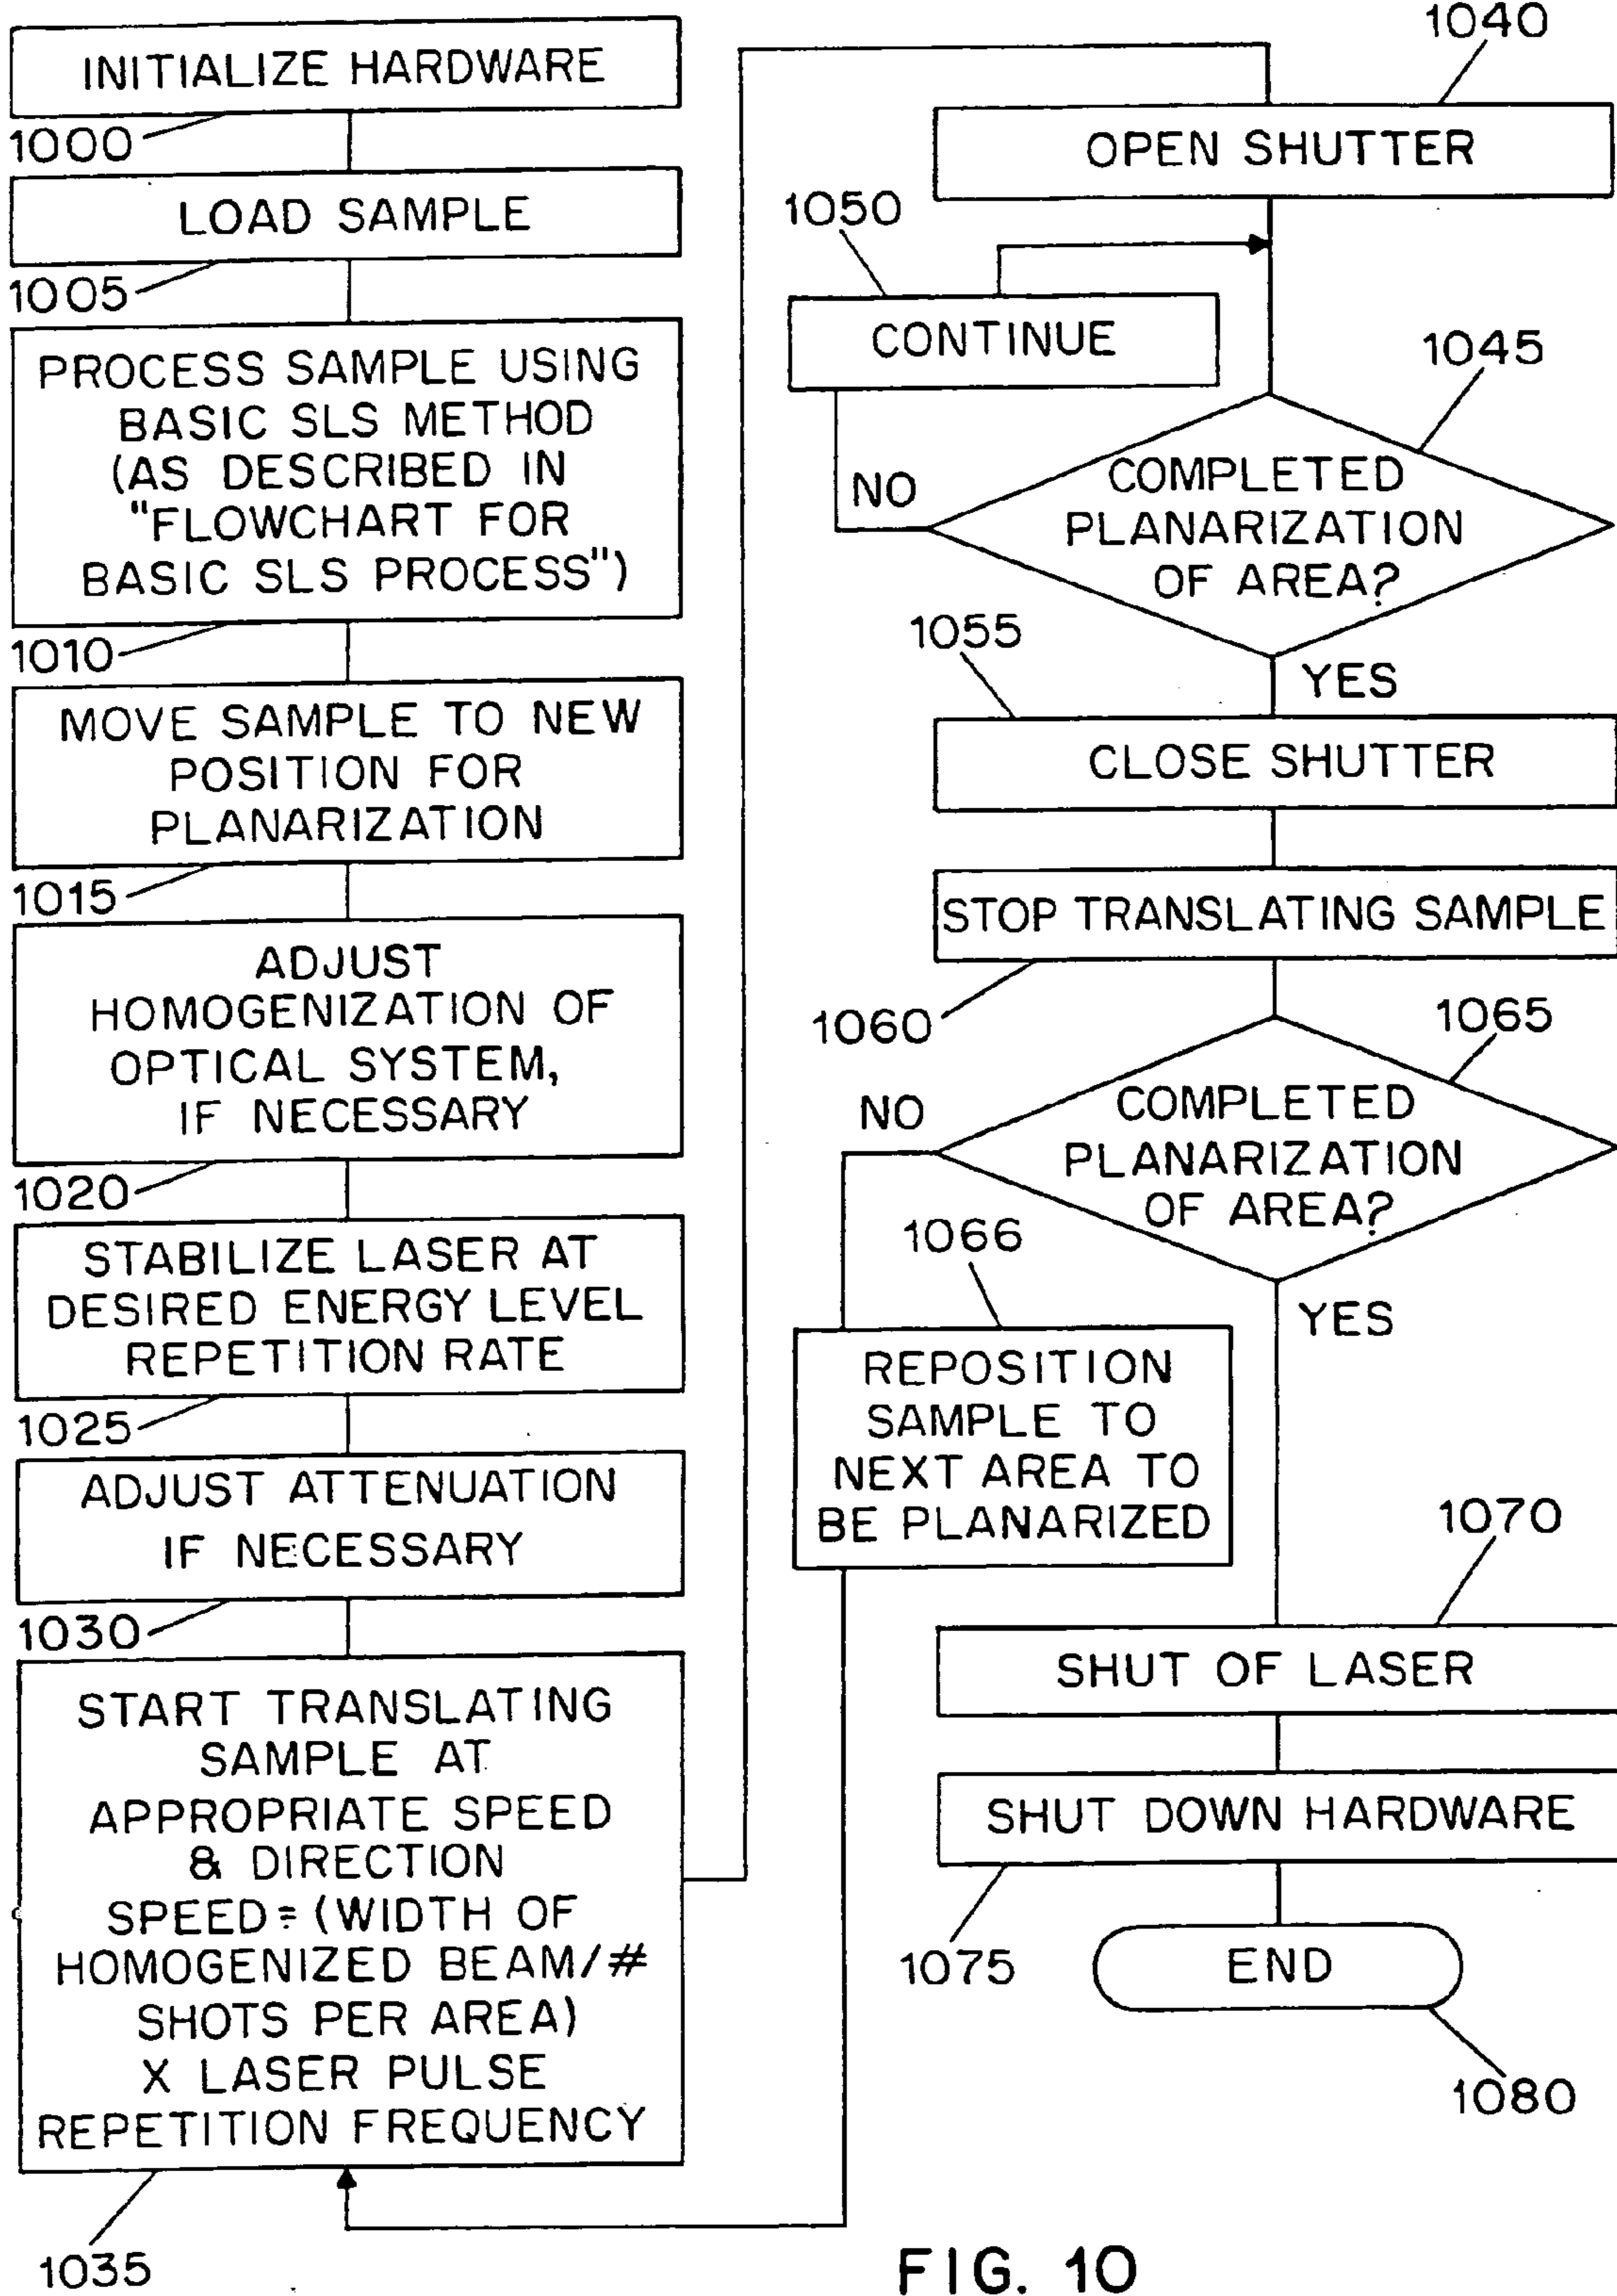 INITIALIZE HARDWARE
1000
LOAD SAMPLE
1005
PROCESS SAMPLE USING
BASIC SLS METHOD
(AS DESCRIBED IN
"FLOWCHART FOR
BASIC SLS PROCESS")
1010
MOVE SAMPLE TO NEW
POSITION FOR
PLANARIZATION
1015
ADJUST
HOMOGENIZATION OF
OPTICAL SYSTEM,
IF NECESSARY
1020
STABILIZE LASER AT
DESIRED ENERGY LEVEL
REPETITION RATE
1025
ADJUST ATTENUATION
IF NECESSARY
1030
START TRANSLATING
SAMPLE AT
APPROPRIATE SPEED
& DIRECTION
SPEED = (WIDTH OF
HOMOGENIZED BEAM/#
SHOTS PER AREA)
X LASER PULSE
REPETITION FREQUENCY
1035
1040
OPEN SHUTTER
1050
CONTINUE
1045
COMPLETED
PLANARIZATION
OF AREA?
NO
YES
1055
CLOSE SHUTTER
STOP TRANSLATING SAMPLE
1060
1065
COMPLETED
PLANARIZATION
OF AREA?
NO
YES
1066
REPOSITION
SAMPLE TO
NEXT AREA TO
BE PLANARIZED
1070
SHUT OF LASER
SHUT DOWN HARDWARE
1075
END
1080
FIG. 10